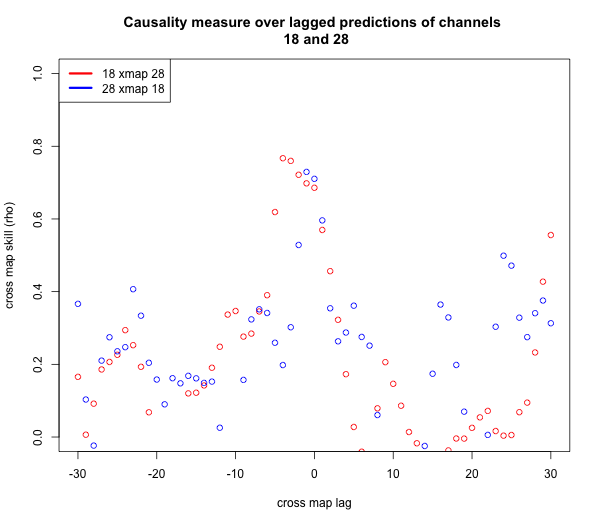 Causality measure over lagged predictions of channels
18 and 28
18 xmap 28
28 xmap 18
cross map skill (rho)
1.0
0.8
0.6
0.4
0.2
0.0
-30 -20 -10 0 10 20 30
cross map lag